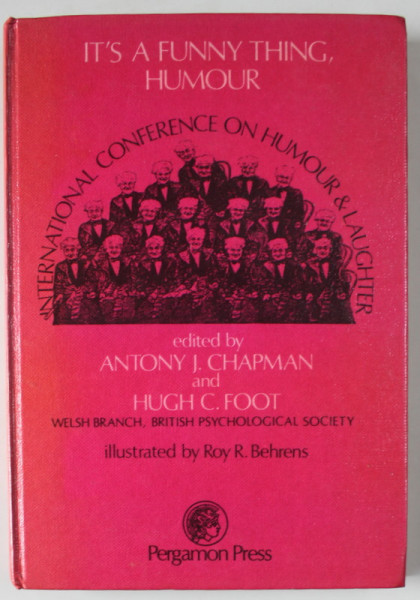 IT'S A FUNNY THING,
HUMOUR
INTERNATIONAL CONFERENCE ON HUMOUR & LAUGHTER
edited by
ANTONY J. CHAPMAN
and
HUGH C. FOOT
WELSH BRANCH, BRITISH PSYCHOLOGICAL SOCIETY
illustrated by Roy R. Behrens
Pergamon Press